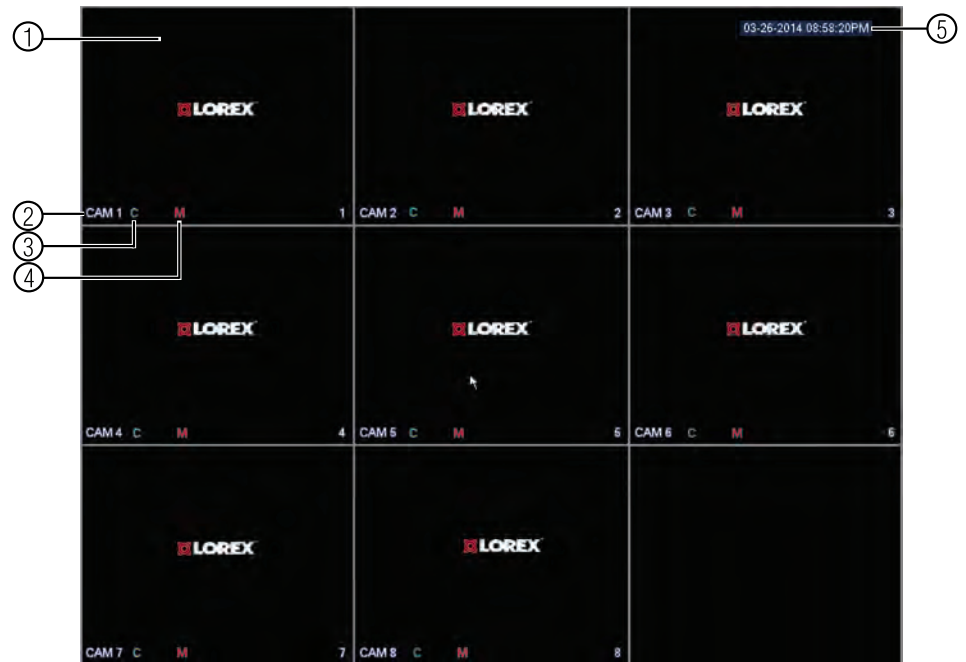 1
03-26-2014 08:58:20PM
5
LOREX
LOREX
LOREX
2
CAM 1 C M 1
CAM 2 C M 2
CAM 3 C M 3
3
4
LOREX
LOREX
LOREX
CAM 4 C M 4
CAM 5 C M 5
CAM 6 C M 6
LOREX
LOREX
CAM 7 C M 7
CAM 8 C M 8